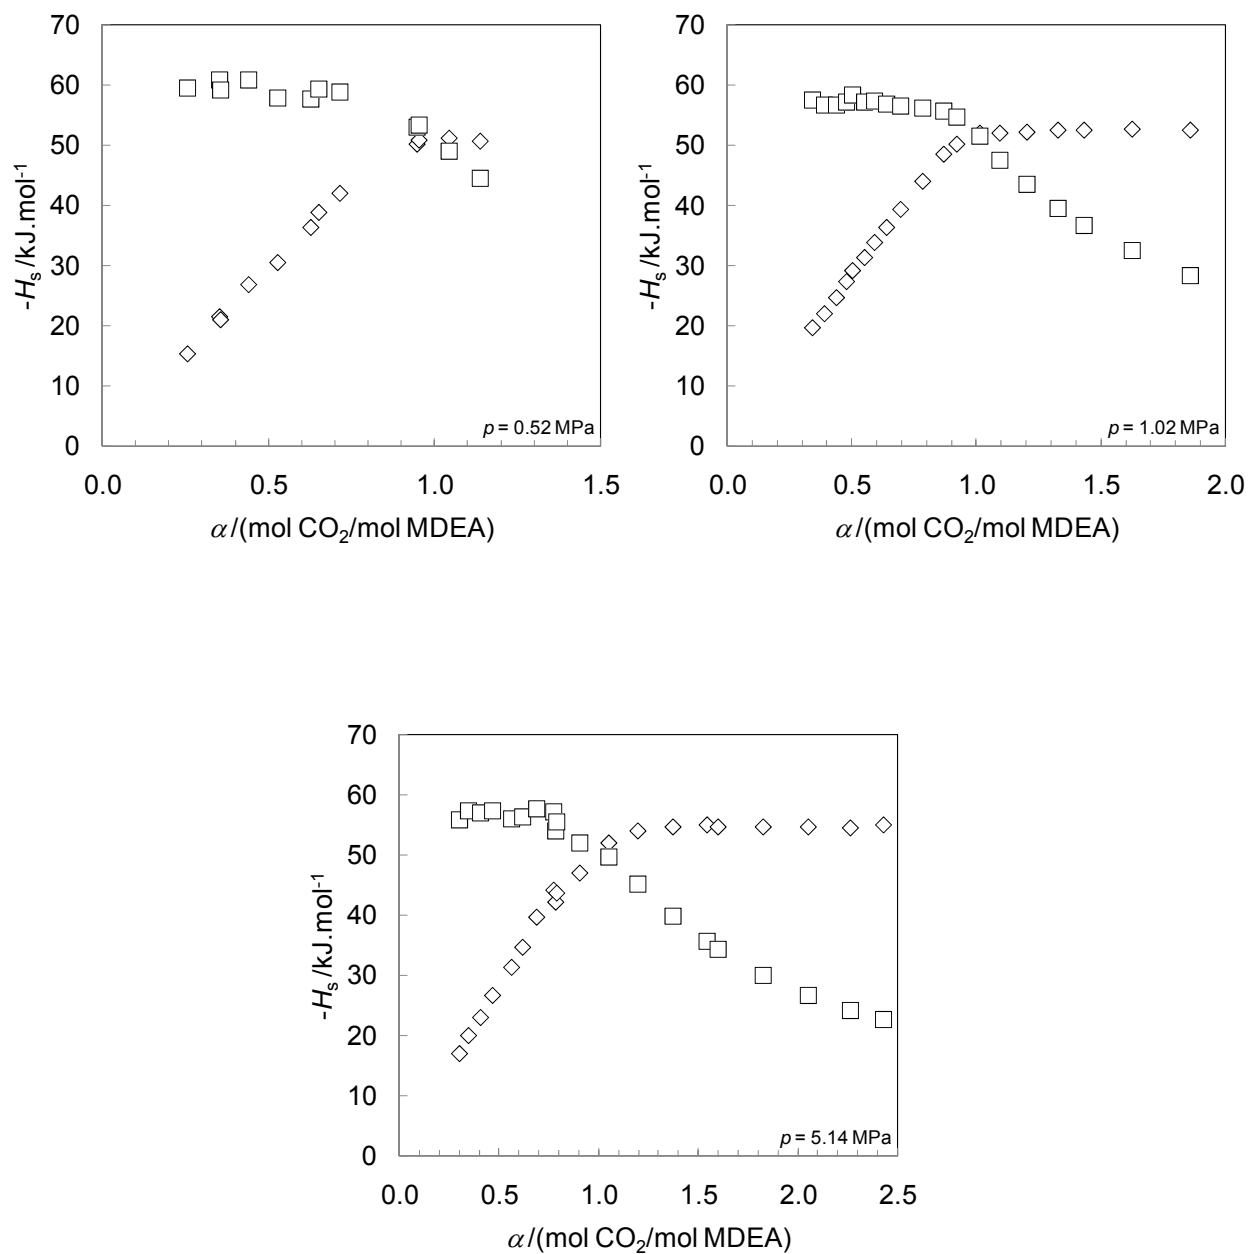 70
60
50
40
30
20
10
0
-Hs /kJ.mol-1
p = 0.52 MPa
0.0 0.5 1.0 1.5
α /(mol CO2/mol MDEA)
70
60
50
40
30
20
10
0
-Hs /kJ.mol-1
p = 1.02 MPa
0.0 0.5 1.0 1.5 2.0
α /(mol CO2/mol MDEA)
70
60
50
40
30
20
10
0
-Hs /kJ.mol-1
p = 5.14 MPa
0.0 0.5 1.0 1.5 2.0 2.5
α /(mol CO2/mol MDEA)